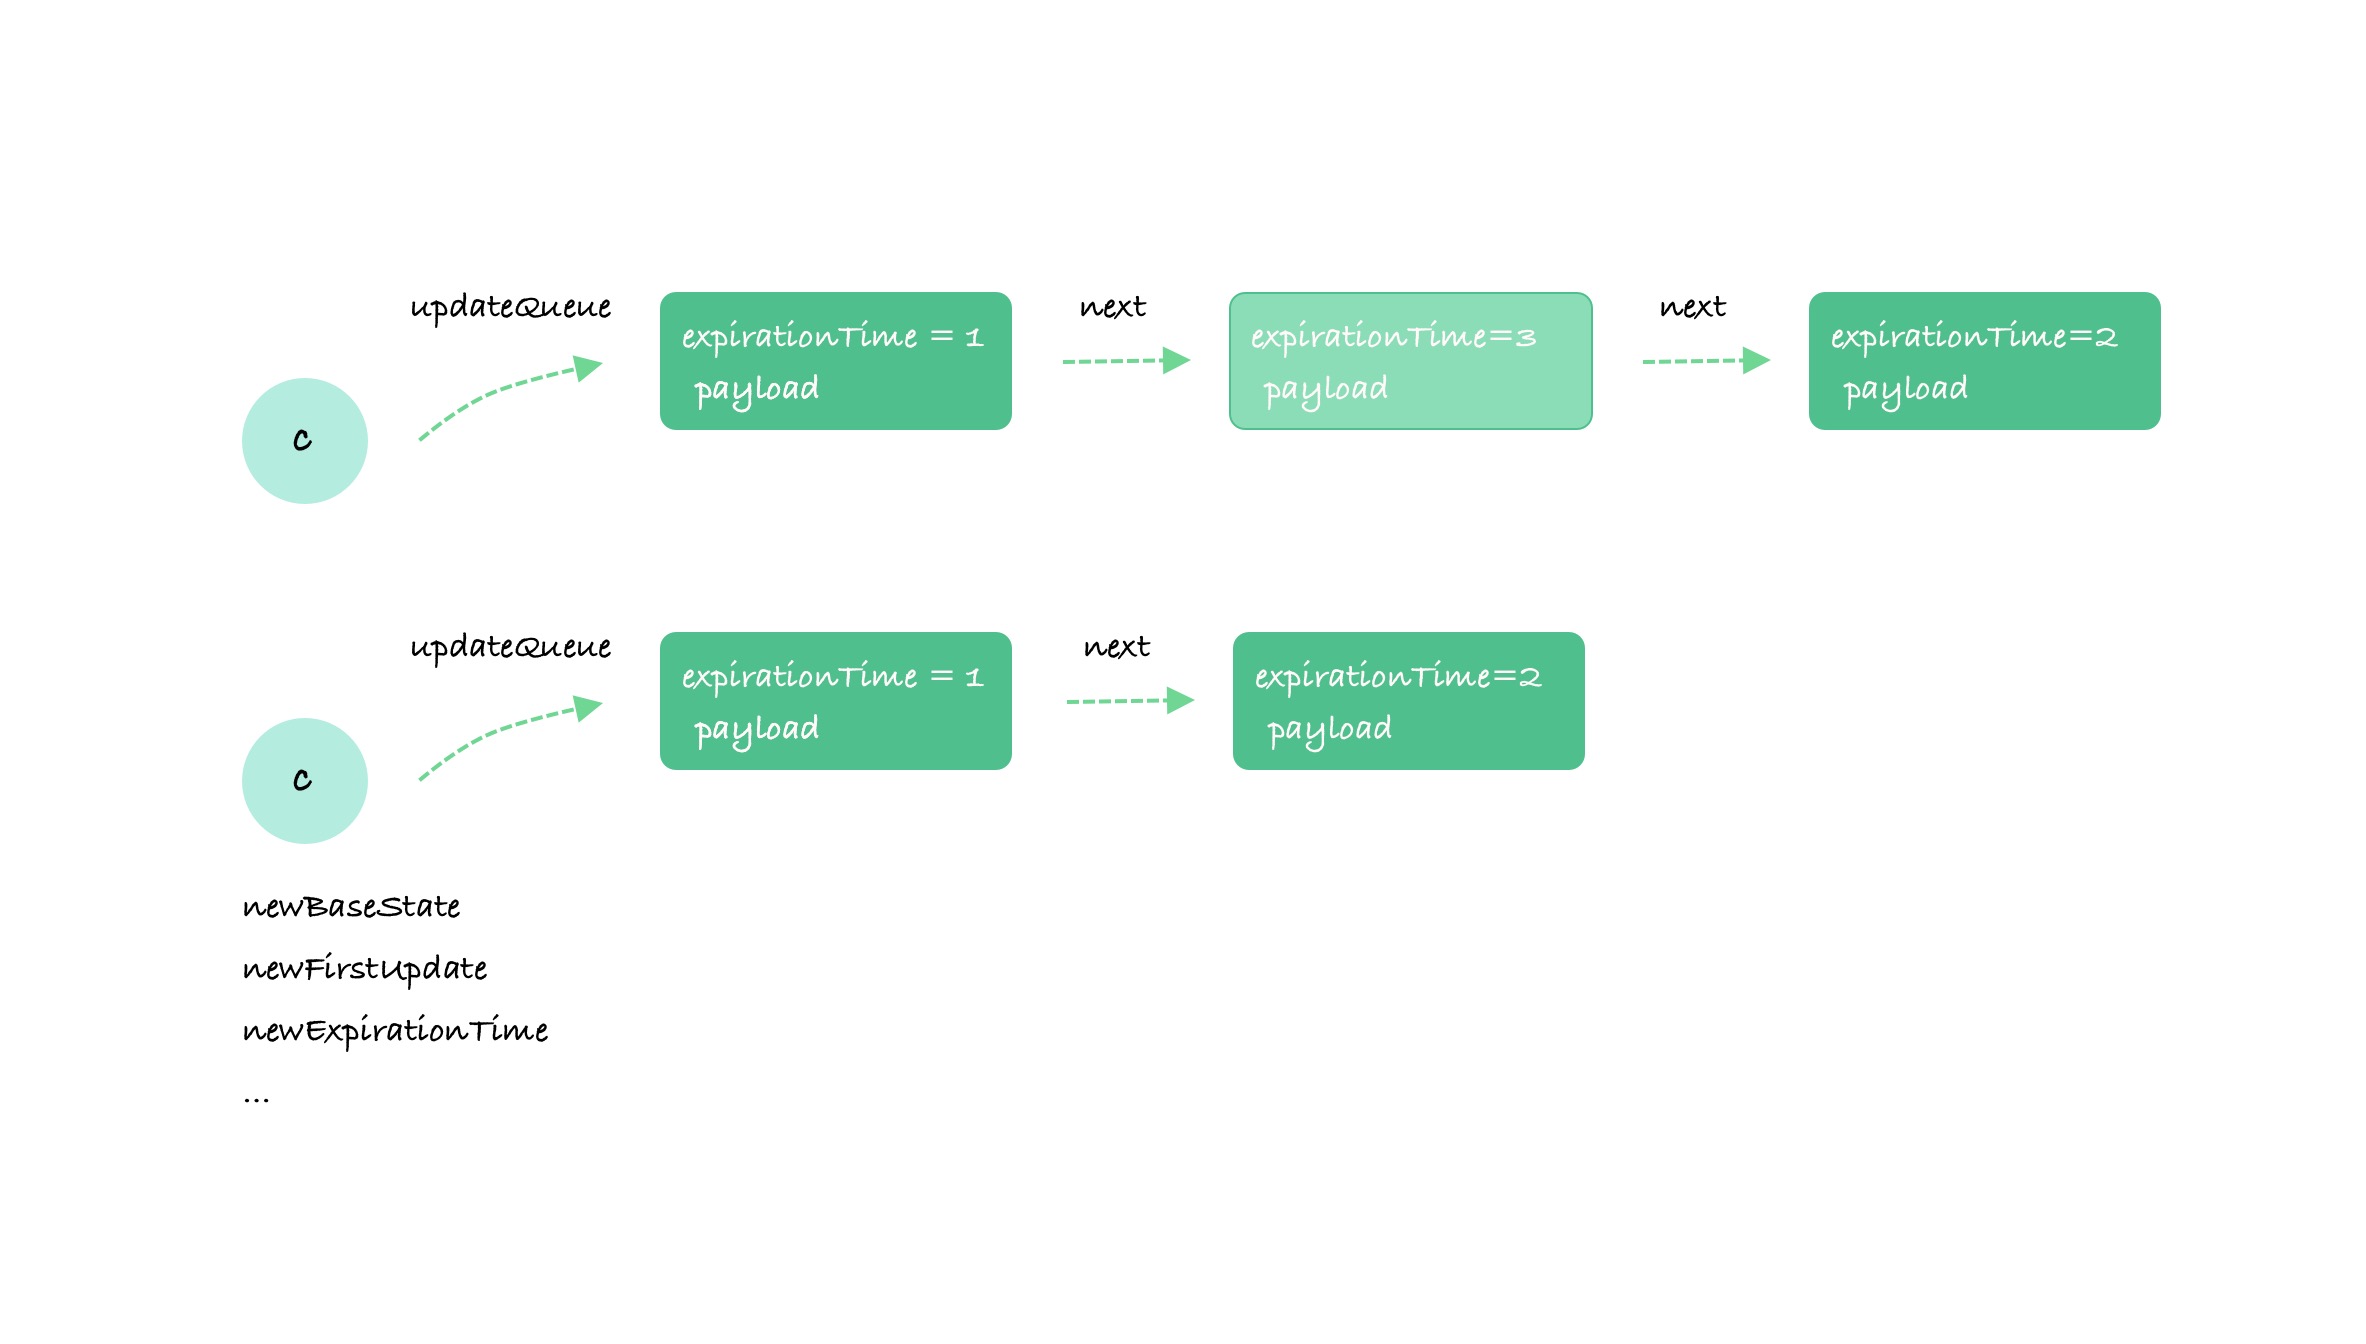 updateQueue
next
next
expirationTime = 1
payload
expirationTime=3
payload
expirationTime=2
payload
c
updateQueue
next
expirationTime = 1
payload
expirationTime=2
payload
c
newBaseState
newFirstUpdate
newExpirationTime
...